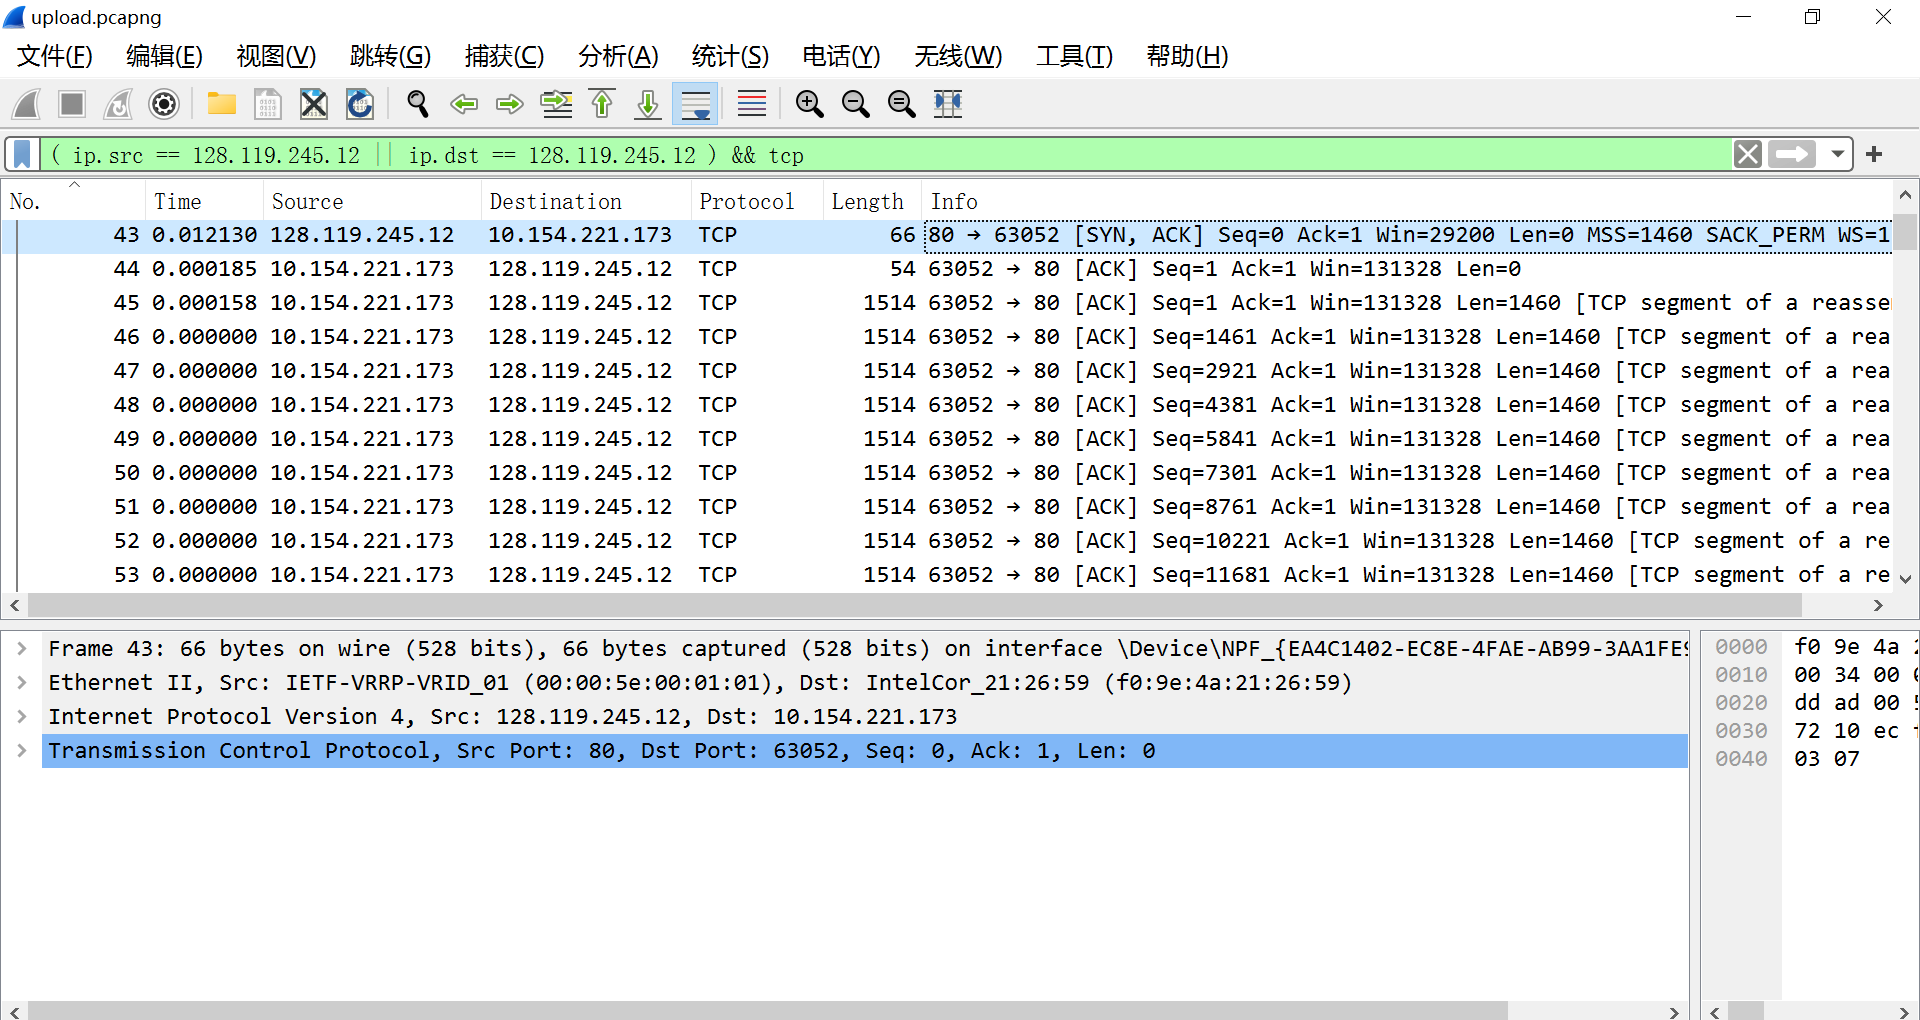 upload.pcapng
文件(F) 编辑(E) 视图(V) 跳转(G) 捕获(C) 分析(A) 统计(S) 电话(Y) 无线(W) 工具(T) 帮助(H)
( ip.src == 128.119.245.12 || ip.dst == 128.119.245.12 ) && tcp
No. Time Source Destination Protocol Length Info
43 0.012130 128.119.245.12 10.154.221.173 TCP 66 80 → 63052 [SYN, ACK] Seq=0 Ack=1 Win=29200 Len=0 MSS=1460 SACK_PERM WS=1
44 0.000185 10.154.221.173 128.119.245.12 TCP 54 63052 → 80 [ACK] Seq=1 Ack=1 Win=131328 Len=0
45 0.000158 10.154.221.173 128.119.245.12 TCP 1514 63052 → 80 [ACK] Seq=1 Ack=1 Win=131328 Len=1460 [TCP segment of a reasse
46 0.000000 10.154.221.173 128.119.245.12 TCP 1514 63052 → 80 [ACK] Seq=1461 Ack=1 Win=131328 Len=1460 [TCP segment of a rea
47 0.000000 10.154.221.173 128.119.245.12 TCP 1514 63052 → 80 [ACK] Seq=2921 Ack=1 Win=131328 Len=1460 [TCP segment of a rea
48 0.000000 10.154.221.173 128.119.245.12 TCP 1514 63052 → 80 [ACK] Seq=4381 Ack=1 Win=131328 Len=1460 [TCP segment of a rea
49 0.000000 10.154.221.173 128.119.245.12 TCP 1514 63052 → 80 [ACK] Seq=5841 Ack=1 Win=131328 Len=1460 [TCP segment of a rea
50 0.000000 10.154.221.173 128.119.245.12 TCP 1514 63052 → 80 [ACK] Seq=7301 Ack=1 Win=131328 Len=1460 [TCP segment of a rea
51 0.000000 10.154.221.173 128.119.245.12 TCP 1514 63052 → 80 [ACK] Seq=8761 Ack=1 Win=131328 Len=1460 [TCP segment of a rea
52 0.000000 10.154.221.173 128.119.245.12 TCP 1514 63052 → 80 [ACK] Seq=10221 Ack=1 Win=131328 Len=1460 [TCP segment of a re
53 0.000000 10.154.221.173 128.119.245.12 TCP 1514 63052 → 80 [ACK] Seq=11681 Ack=1 Win=131328 Len=1460 [TCP segment of a re
Frame 43: 66 bytes on wire (528 bits), 66 bytes captured (528 bits) on interface \Device\NPF_{EA4C1402-EC8E-4FAE-AB99-3AA1FE9
Ethernet II, Src: IETF-VRRP-VRID_01 (00:00:5e:00:01:01), Dst: IntelCor_21:26:59 (f0:9e:4a:21:26:59)
Internet Protocol Version 4, Src: 128.119.245.12, Dst: 10.154.221.173
Transmission Control Protocol, Src Port: 80, Dst Port: 63052, Seq: 0, Ack: 1, Len: 0
0000 f0 9e 4a
0010 00 34 00
0020 dd ad 00
0030 72 10 ec
0040 03 07